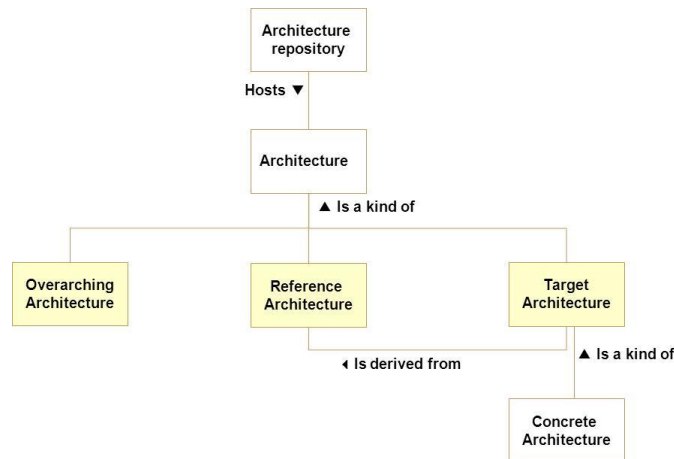 Architecture
repository
Hosts ▼
Architecture
▲ Is a kind of
Overarching
Architecture
Reference
Architecture
Target
Architecture
◄ Is derived from
▲ Is a kind of
Concrete
Architecture